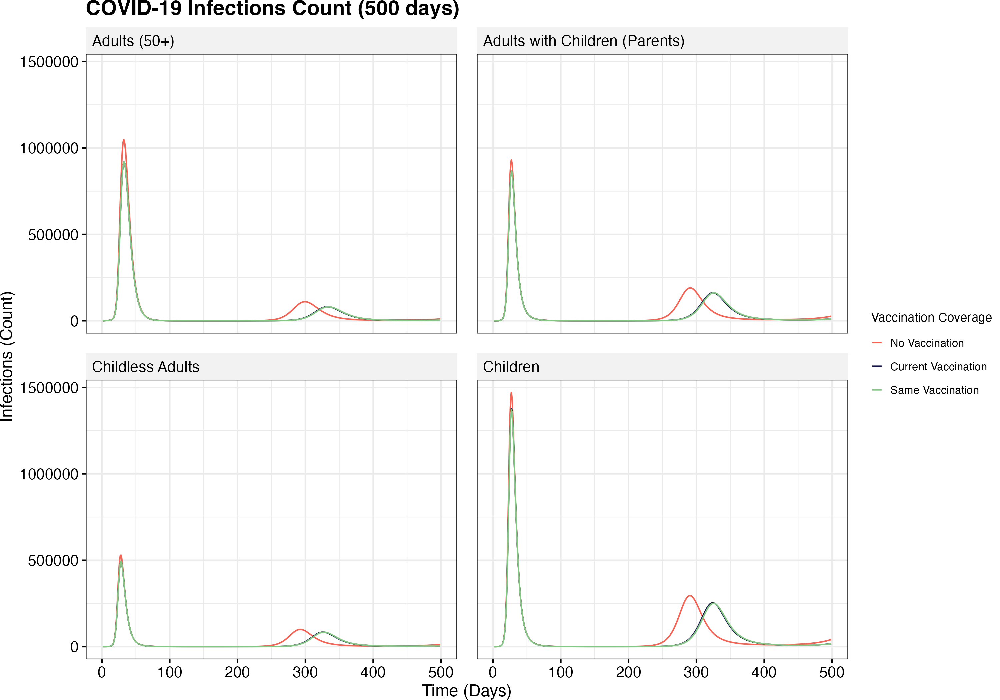 COVID-19 Infections Count (500 days)
Adults (50+)
Adults with Children (Parents)
1500000
1000000
500000
0
Childless Adults
Children
1500000
1000000
500000
0
0 100 200 300 400 500
0 100 200 300 400 500
Time (Days)
Infections (Count)
Vaccination Coverage
No Vaccination
Current Vaccination
Same Vaccination